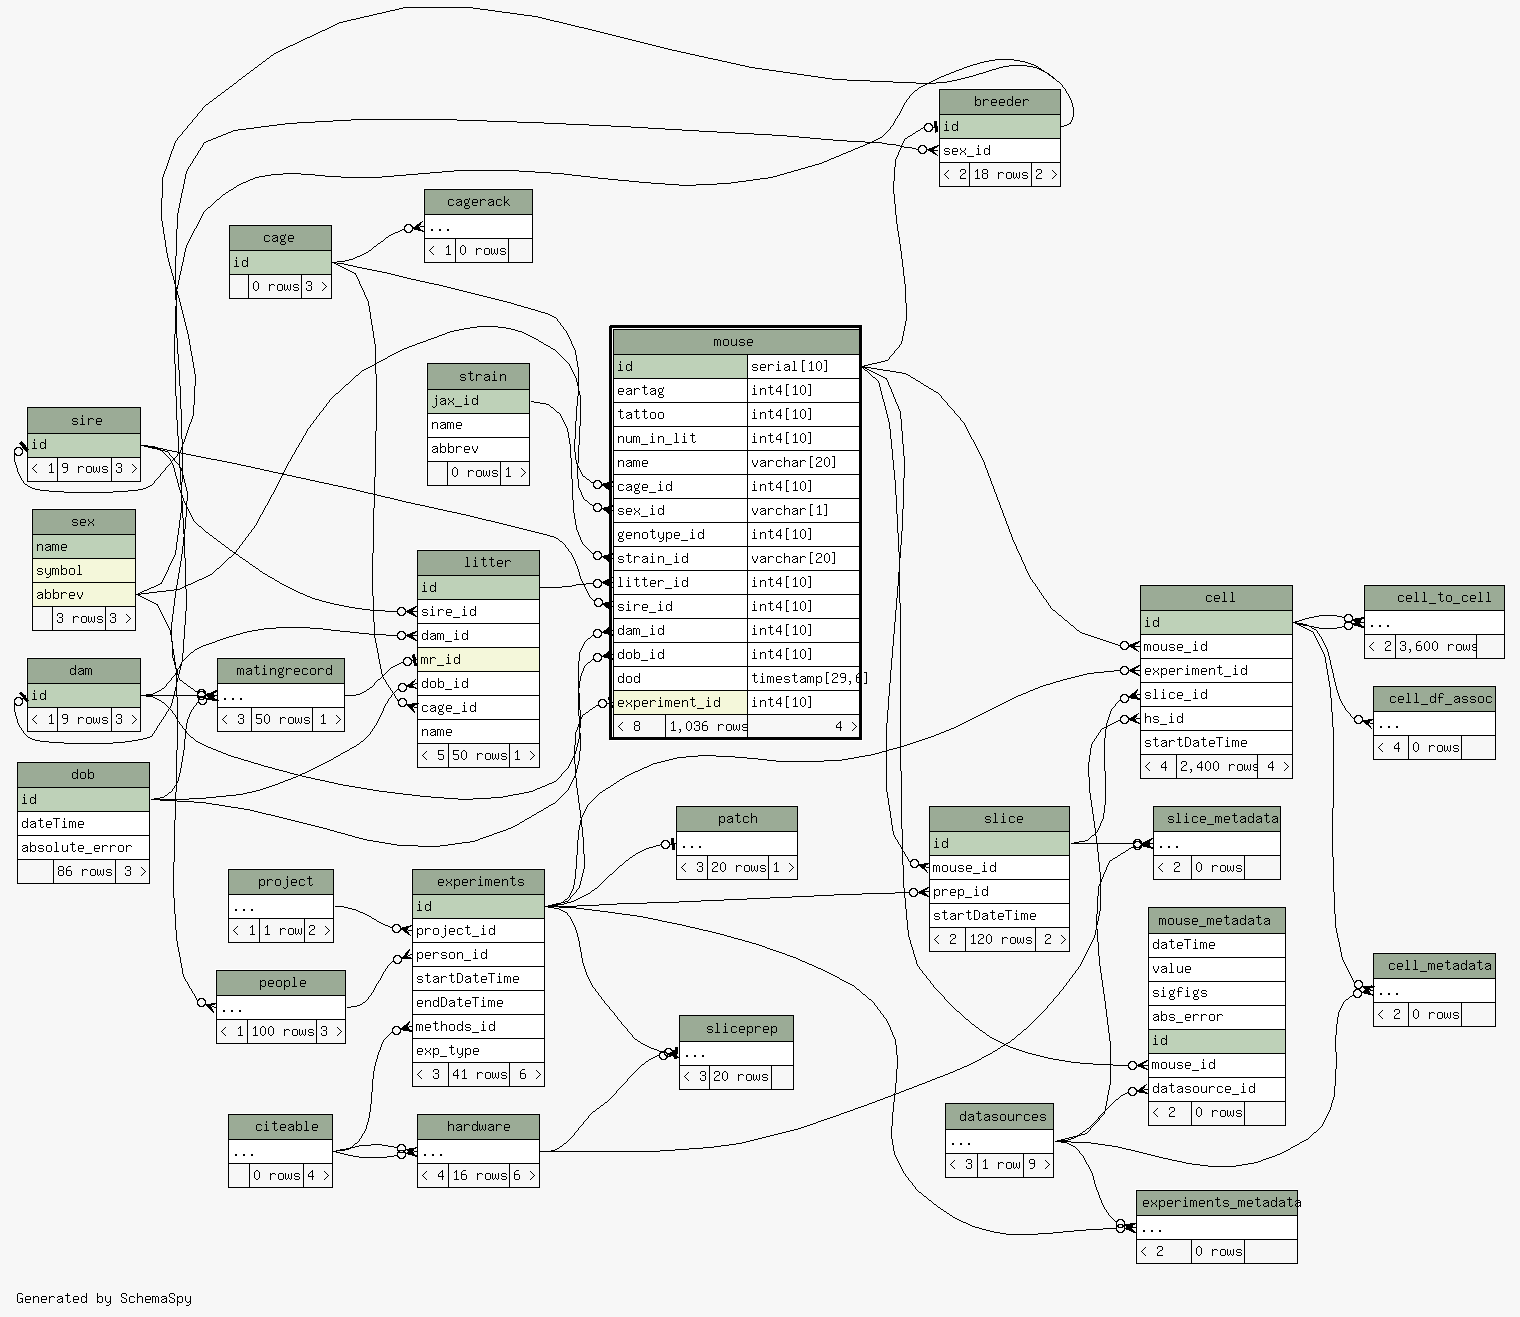 breeder
id
sex_id
< 2 18 rows 2 >
cagerack
...
< 1 0 rows
cage
id
0 rows 3 >
mouse
id serial[10]
eartag int4[10]
tattoo int4[10]
num_in_lit int4[10]
name varchar[20]
cage_id int4[10]
sex_id varchar[1]
genotype_id int4[10]
strain_id varchar[20]
litter_id int4[10]
sire_id int4[10]
dam_id int4[10]
dob_id int4[10]
dod timestamp[29,6]
experiment_id int4[10]
< 8 1,036 rows 4 >
strain
jax_id
name
abbrev
0 rows 1 >
sire
id
< 1 9 rows 3 >
sex
name
symbol
abbrev
3 rows 3 >
litter
id
sire_id
dam_id
mr_id
dob_id
cage_id
name
< 5 50 rows 1 >
dam
id
< 1 9 rows 3 >
matingrecord
...
< 3 50 rows 1 >
dob
id
dateTime
absolute_error
86 rows 3 >
cell
id
mouse_id
experiment_id
slice_id
hs_id
startDateTime
< 4 2,400 rows 4 >
cell_to_cell
...
< 2 3,600 rows
cell_df_assoc
...
< 4 0 rows
patch
...
< 3 20 rows 1 >
slice
id
mouse_id
prep_id
startDateTime
< 2 120 rows 2 >
slice_metadata
...
< 2 0 rows
project
...
< 1 1 row 2 >
experiments
id
project_id
person_id
startDateTime
endDateTime
methods_id
exp_type
< 3 41 rows 6 >
mouse_metadata
dateTime
value
sigfigs
abs_error
id
mouse_id
datasource_id
< 2 0 rows
cell_metadata
...
< 2 0 rows
people
...
< 1 100 rows 3 >
sliceprep
...
< 3 20 rows
citeable
...
0 rows 4 >
hardware
...
< 4 16 rows 6 >
datasources
...
< 3 1 row 9 >
experiments_metadata
...
< 2 0 rows
Generated by SchemaSpy